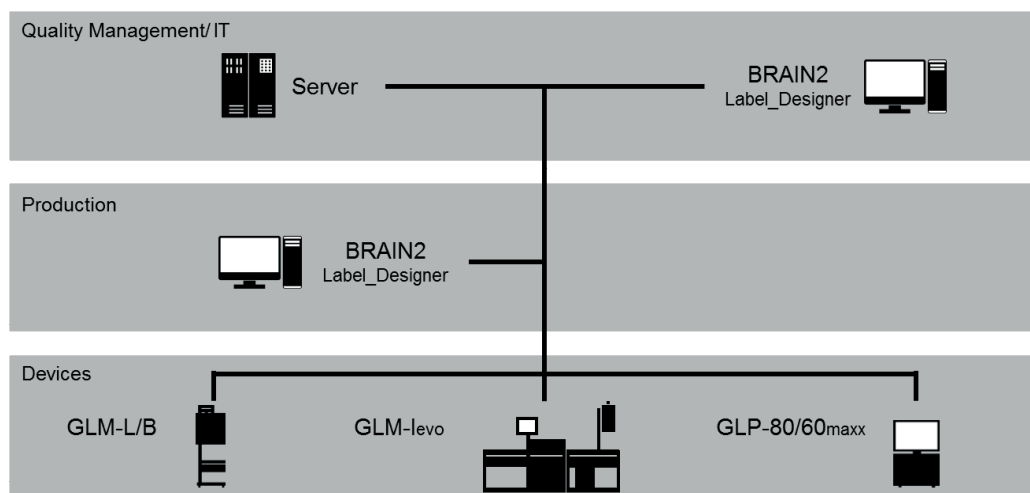 Quality Management/IT
Server
BRAIN2
Label_Designer
Production
BRAIN2
Label_Designer
Devices
GLM-L/B
GLM-Ievo
GLP-80/60maxx